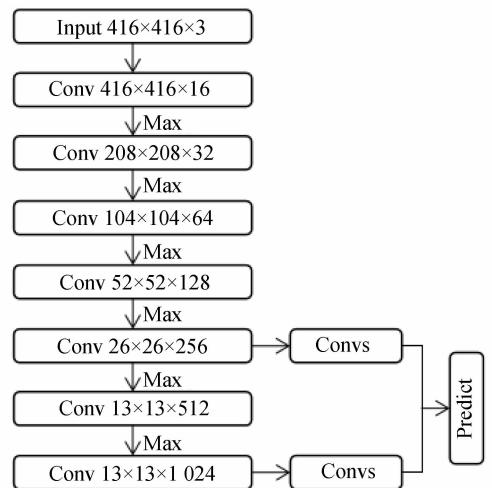 Input 416×416×3
Conv 416×416×16
Max
Conv 208×208×32
Max
Conv 104×104×64
Max
Conv 52×52×128
Max
Conv 26×26×256
Convs
Max
Conv 13×13×512
Max
Conv 13×13×1 024
Convs
Predict